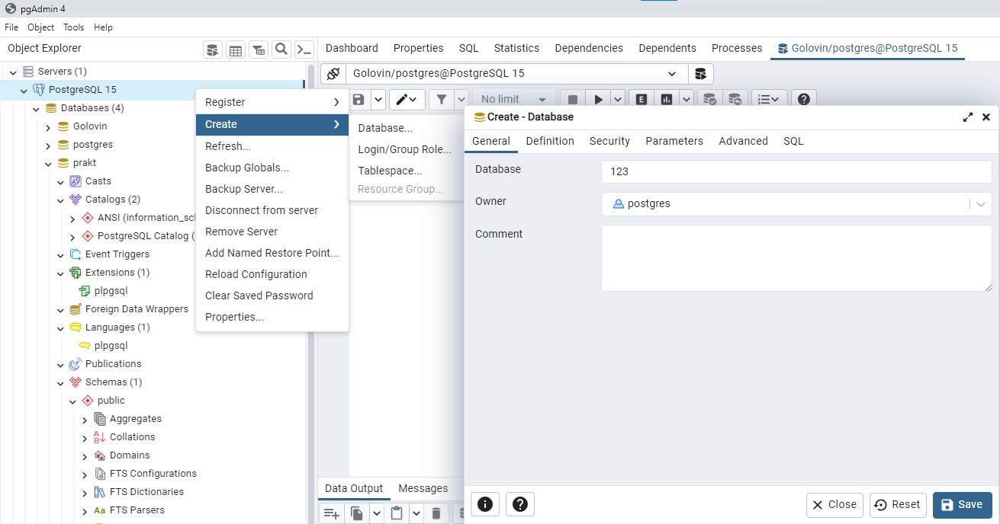 pgAdmin 4
File Object Tools Help
Object Explorer
Dashboard Properties SQL Statistics Dependencies Dependents Processes Golovin/postgres@PostgreSQL 15
Servers (1)
PostgreSQL 15
Databases (4)
Golovin
postgres
prakt
Casts
Catalogs (2)
ANSI (information_scl
PostgreSQL Catalog (
Event Triggers
Extensions (1)
plpgsql
Foreign Data Wrappers
Languages (1)
plpgsql
Publications
Schemas (1)
public
Aggregates
Collations
Domains
FTS Configurations
FTS Dictionaries
Aa FTS Parsers
Register
Create
Refresh...
Backup Globals...
Backup Server...
Disconnect from server
Remove Server
Add Named Restore Point...
Reload Configuration
Clear Saved Password
Properties...
Database...
Login/Group Role...
Tablespace...
Resource Group...
Golovin/postgres@PostgreSQL 15
No limit
E
Create - Database
General Definition Security Parameters Advanced SQL
Database 123
Owner postgres
Comment
Close Reset Save
Data Output Messages